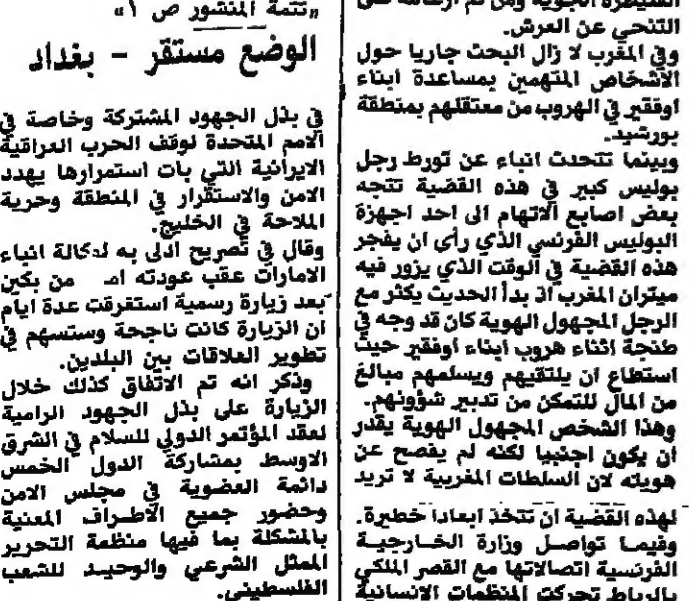 السيطرة الجوية ومن ثم ارغامه على
التنحي عن العرش.
وفي المغرب لا زال البحث جاريا حول
الأشخاص المتهمين بمساعدة ابناء
اوفقير في الهروب من معتقلهم بمنطقة
بورشيد.
وبينما تتحدث انباء عن تورط رجل
بوليس كبير في هذه القضية تتجه
بعض اصابع الاتهام الى احد اجهزة
البوليس الفرنسي الذي رأى ان يفجر
هذه القضية في الوقت الذي يزور فيه
ميتران المغرب اذ بدأ الحديث يكثر مع
الرجل المجهول الهوية كان قد وجه في
طنجة اثناء هروب ابناء اوفقير حيث
استطاع ان يلتقيهم ويسلمهم مبالغ
من المال للتمكن من تدبير شؤونهم.
وهذا الشخص المجهول الهوية يقدر
ان يكون اجنبيا لكنه لم يفصح عن
هويته لان السلطات المغربية لا تريد
لهذه القضية ان تتخذ ابعادا خطيرة.
وفيما تواصل وزارة الخارجية
الفرنسية اتصالاتها مع القصر الملكي
بالرباط تحركت المنظمات الانسانية
«تتمة المنشور ص ١»
الوضع مستقر - بغداد
في بذل الجهود المشتركة وخاصة في
الامم المتحدة لوقف الحرب العراقية
الايرانية التي بات استمرارها يهدد
الامن والاستقرار في المنطقة وحرية
الملاحة في الخليج.
وقال في تصريح ادلى به لوكالة انباء
الامارات عقب عودته من بكين
بعد زيارة رسمية استغرقت عدة ايام
ان الزيارة كانت ناجحة وستسهم في
تطوير العلاقات بين البلدين.
وذكر انه تم الاتفاق كذلك خلال
الزيارة على بذل الجهود الرامية
لعقد المؤتمر الدولي للسلام في الشرق
الاوسط بمشاركة الدول الخمس
دائمة العضوية في مجلس الامن
وحضور جميع الاطراف المعنية
بالمشكلة بما فيها منظمة التحرير
الممثل الشرعي والوحيد للشعب
الفلسطيني.